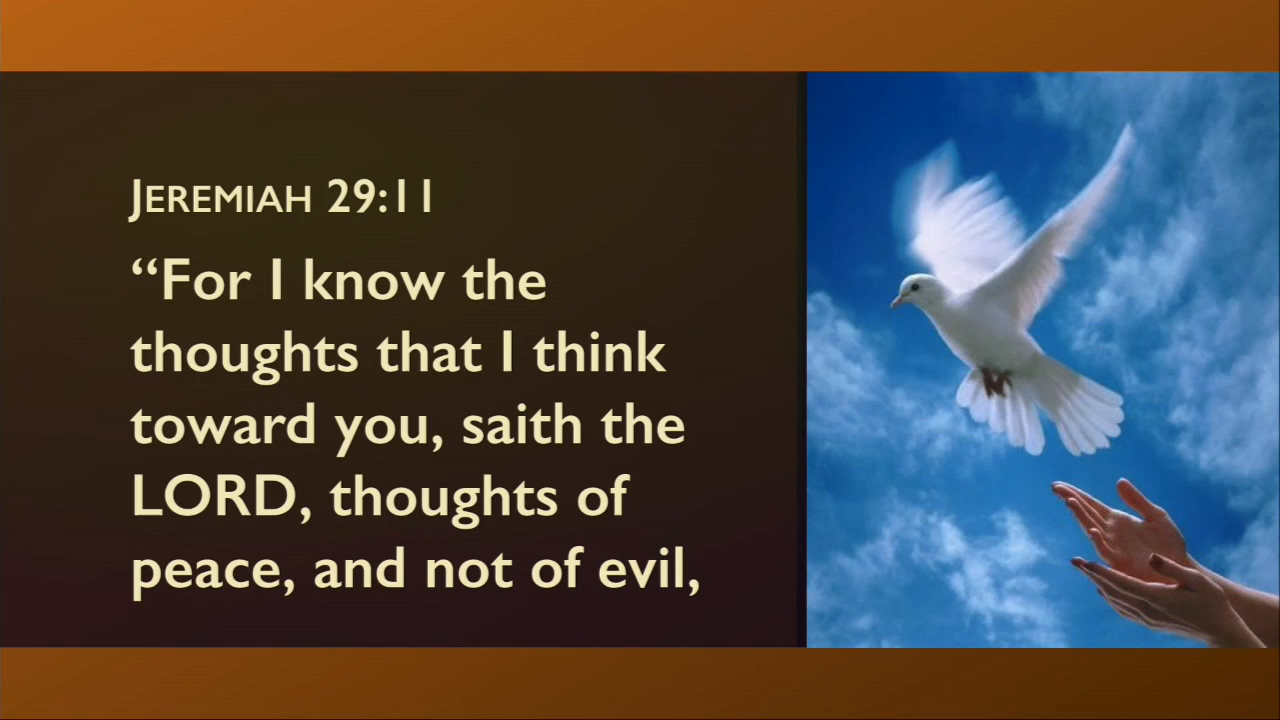 JEREMIAH 29:11
“For I know the
thoughts that I think
toward you, saith the
LORD, thoughts of
peace, and not of evil,